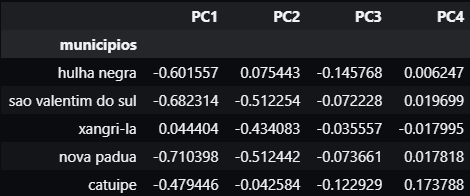 PC1 PC2 PC3 PC4
municipios
hulha negra -0.601557 0.075443 -0.145768 0.006247
sao valentim do sul -0.682314 -0.512254 -0.072228 0.019699
xangri-la 0.044404 -0.434083 -0.035557 -0.017995
nova padua -0.710398 -0.512442 -0.073661 0.017818
catuipe -0.479446 -0.042584 -0.122929 0.173788